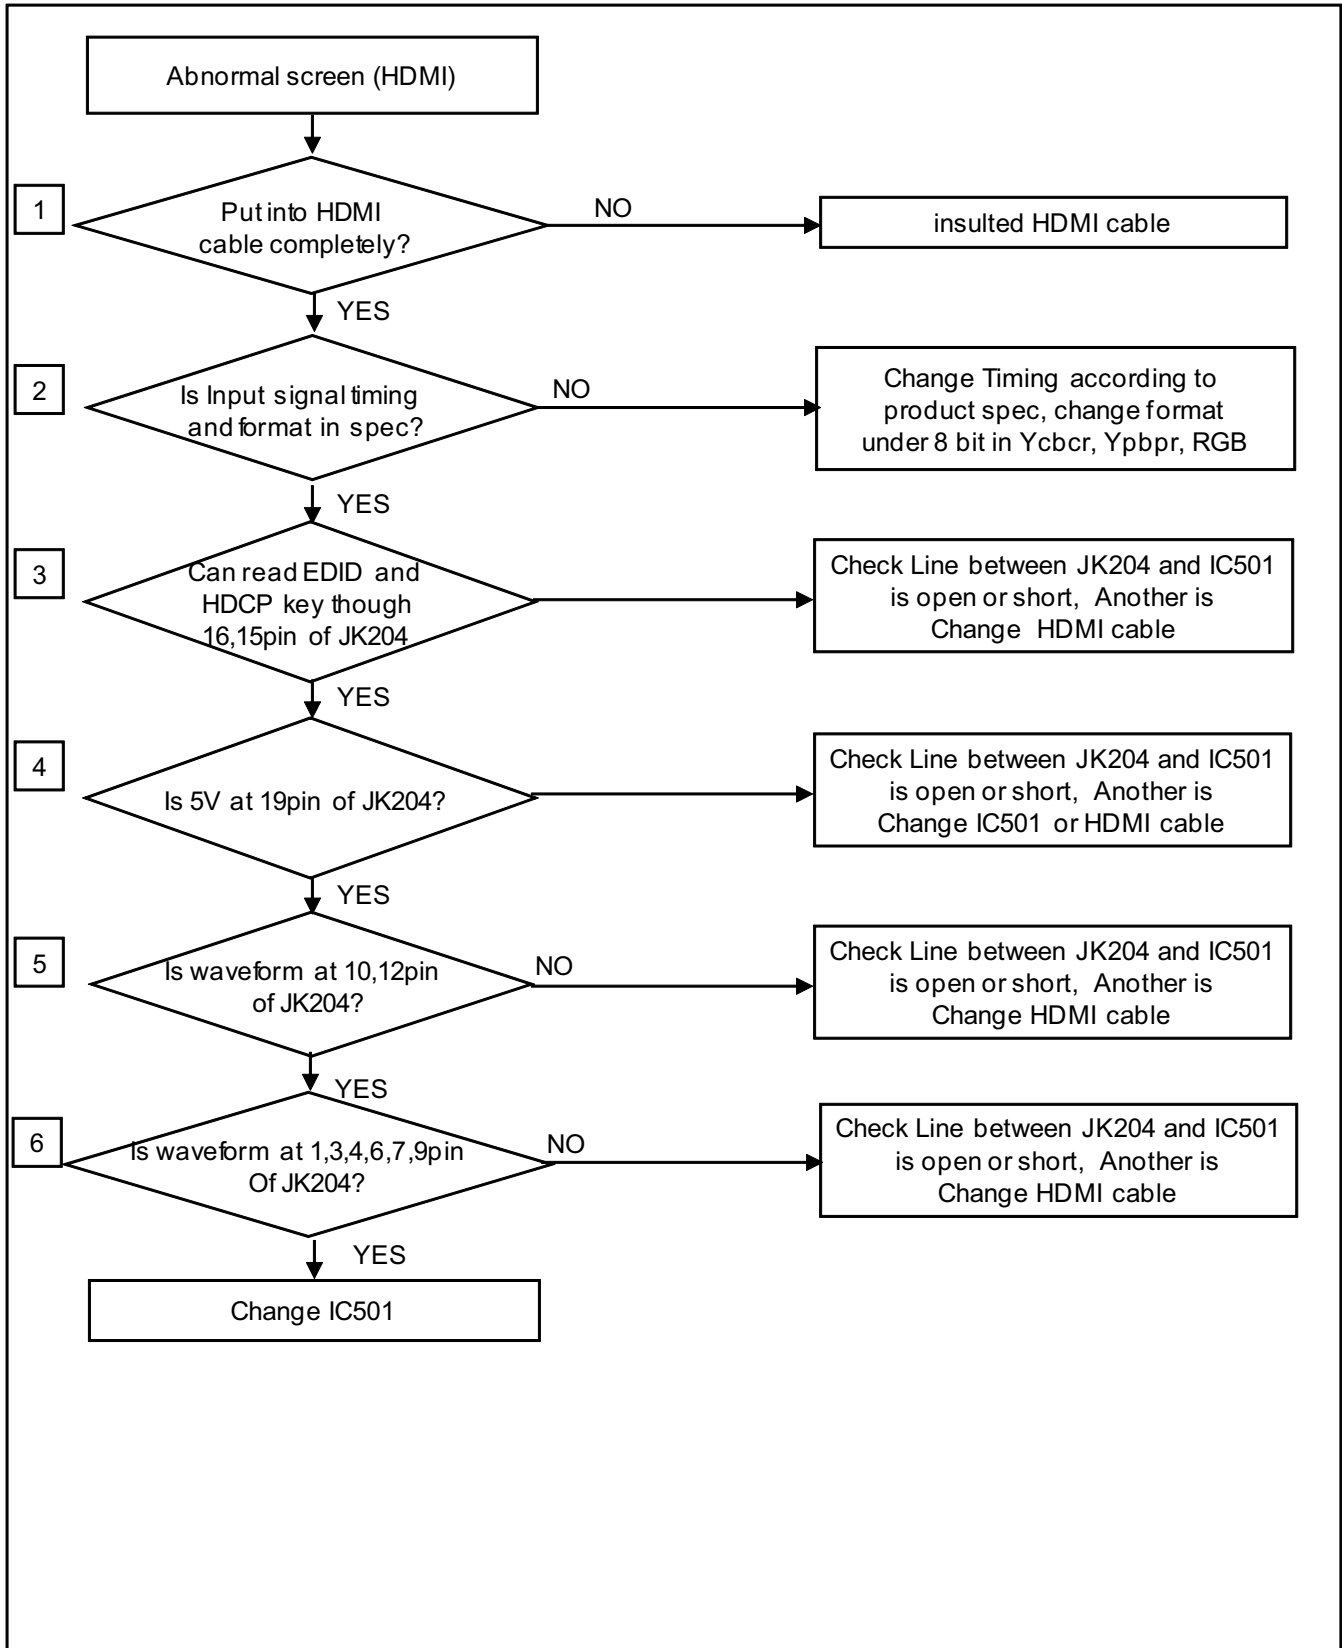 Abnormal screen (HDMI)
1
Put into HDMI
cable completely?
NO
insulted HDMI cable
YES
2
Is Input signal timing
and format in spec?
NO
Change Timing according to
product spec, change format
under 8 bit in Ycbcr, Ypbpr, RGB
YES
3
Can read EDID and
HDCP key though
16,15pin of JK204
Check Line between JK204 and IC501
is open or short, Another is
Change HDMI cable
YES
4
Is 5V at 19pin of JK204?
Check Line between JK204 and IC501
is open or short, Another is
Change IC501 or HDMI cable
YES
5
Is waveform at 10,12pin
of JK204?
NO
Check Line between JK204 and IC501
is open or short, Another is
Change HDMI cable
YES
6
Is waveform at 1,3,4,6,7,9pin
Of JK204?
NO
Check Line between JK204 and IC501
is open or short, Another is
Change HDMI cable
YES
Change IC501